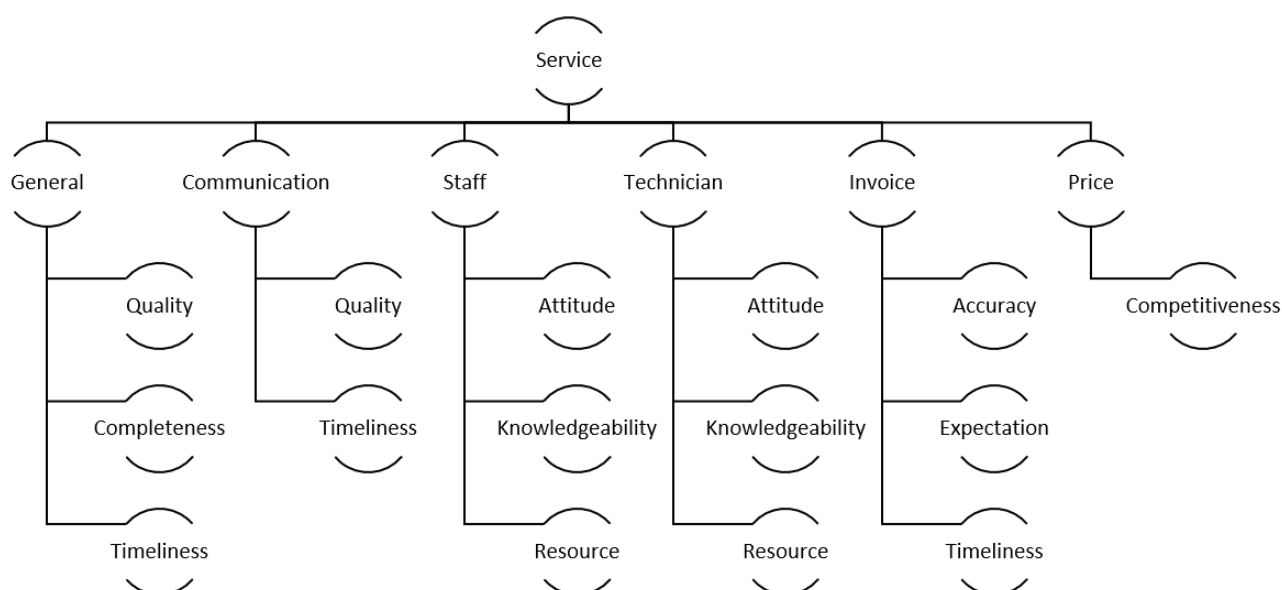 Service
General Communication Staff Technician Invoice Price
Quality Quality Attitude Attitude Accuracy Competitiveness
Completeness Timeliness Knowledgeability Knowledgeability Expectation
Timeliness Resource Resource Timeliness